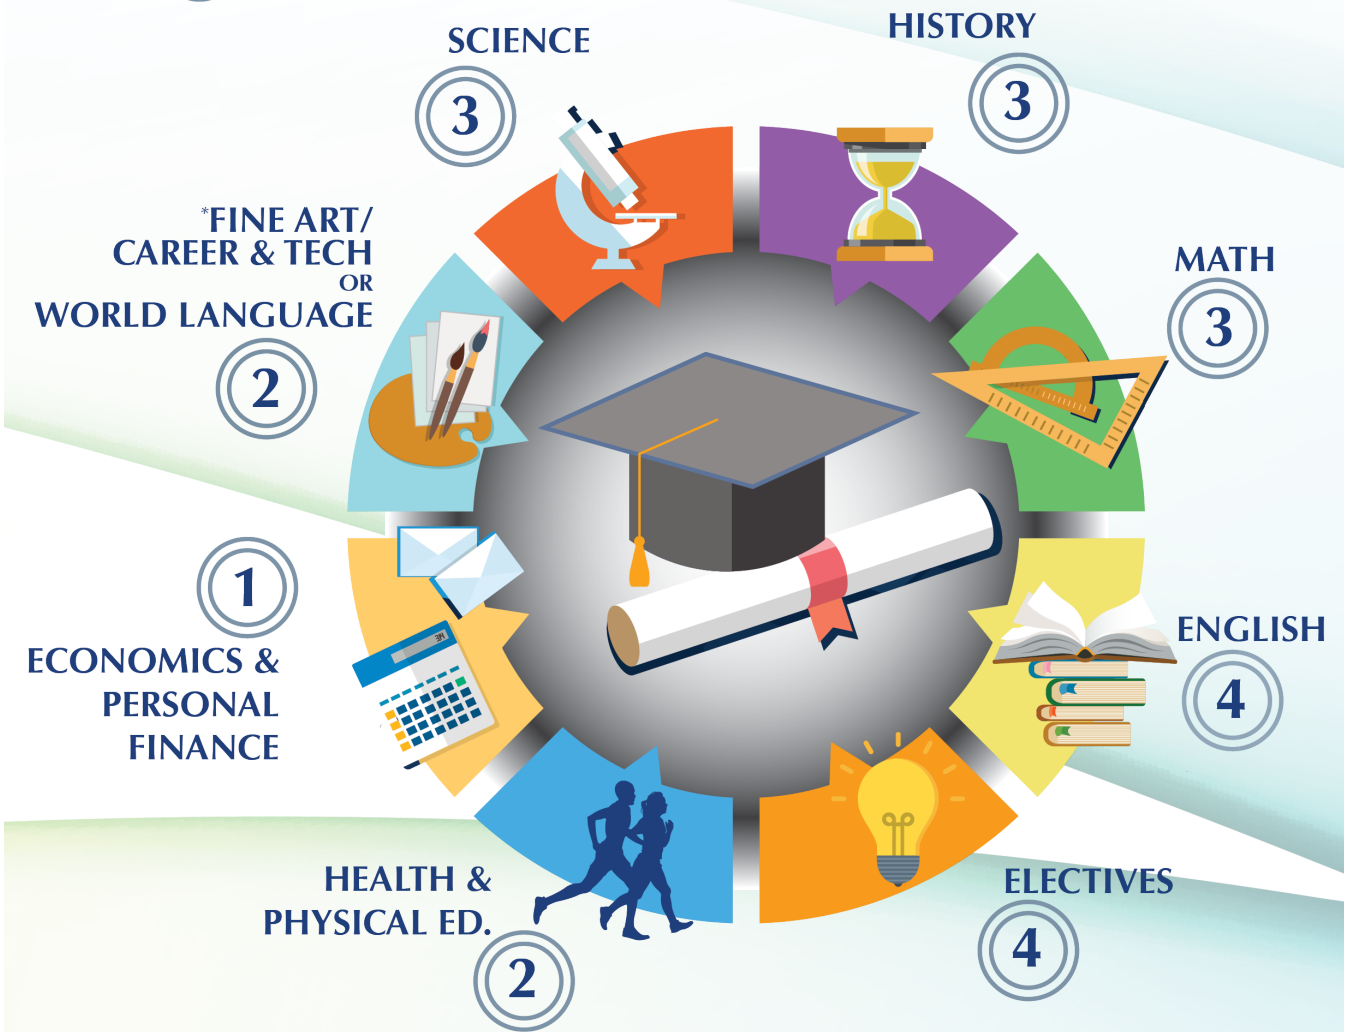 SCIENCE
3
HISTORY
3
*FINE ART/
CAREER & TECH
OR
WORLD LANGUAGE
2
MATH
3
1
ECONOMICS &
PERSONAL
FINANCE
ENGLISH
4
HEALTH &
PHYSICAL ED.
2
ELECTIVES
4